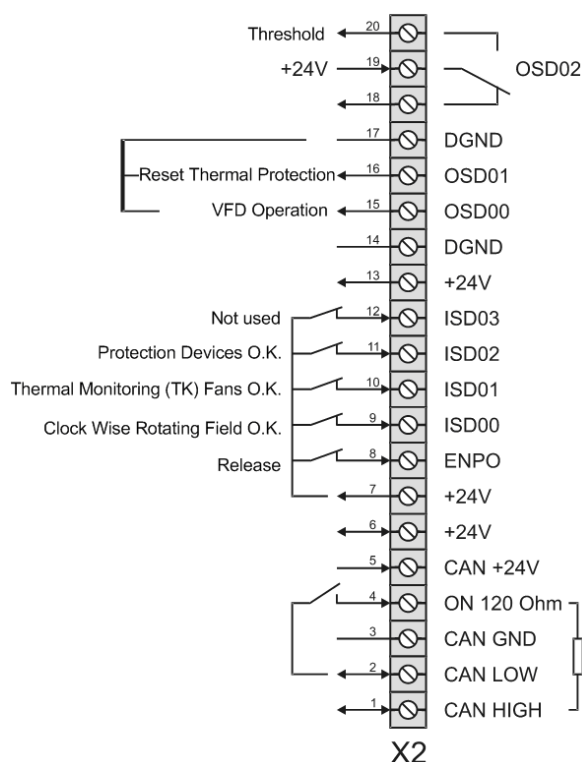 Threshold 20
+24V 19 OSD02
18
17 DGND
Reset Thermal Protection 16 OSD01
VFD Operation 15 OSD00
14 DGND
13 +24V
Not used 12 ISD03
Protection Devices O.K. 11 ISD02
Thermal Monitoring (TK) Fans O.K. 10 ISD01
Clock Wise Rotating Field O.K. 9 ISD00
Release 8 ENPO
7 +24V
6 +24V
5 CAN +24V
4 ON 120 Ohm
3 CAN GND
2 CAN LOW
1 CAN HIGH
X2